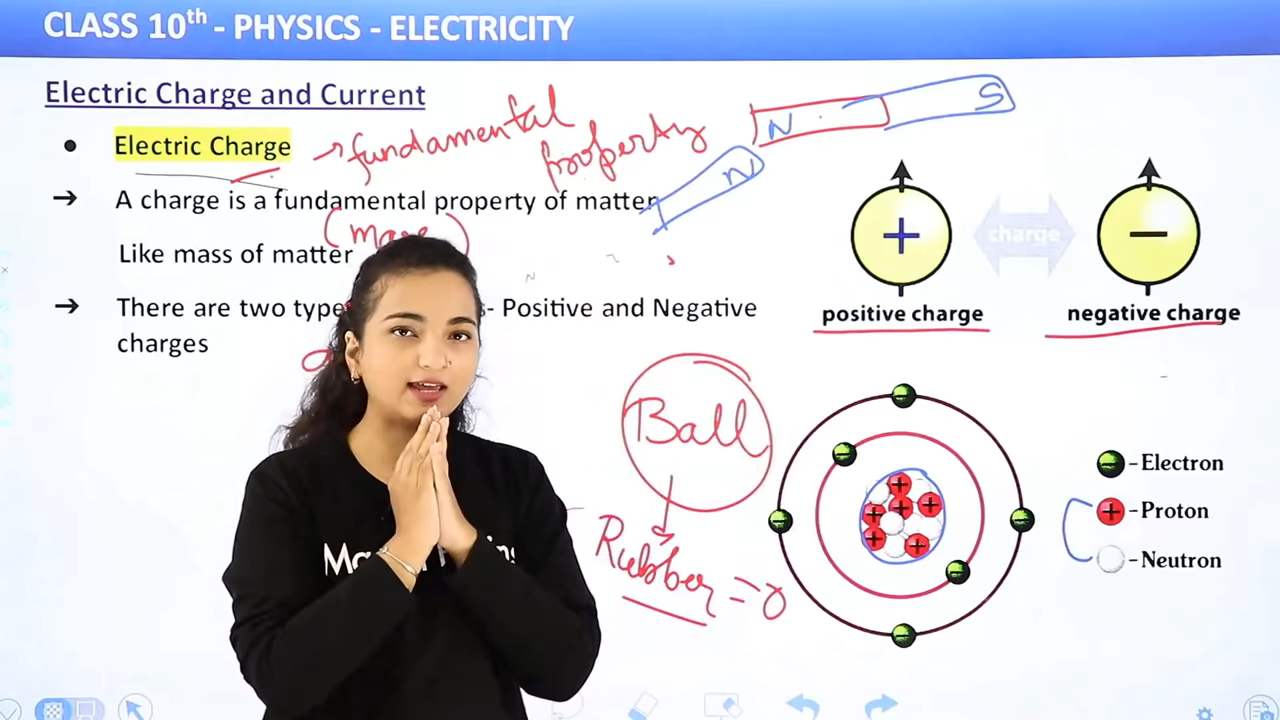 CLASS 10th - PHYSICS - ELECTRICITY
Electric Charge and Current
● Electric Charge → fundamental property
→ A charge is a fundamental property of matter
(mass)
Like mass of matter
→ There are two type s- Positive and Negative
charges
N S
N
+ charge −
positive charge negative charge
Ball
Rubber =
- Electron
+ - Proton
- Neutron